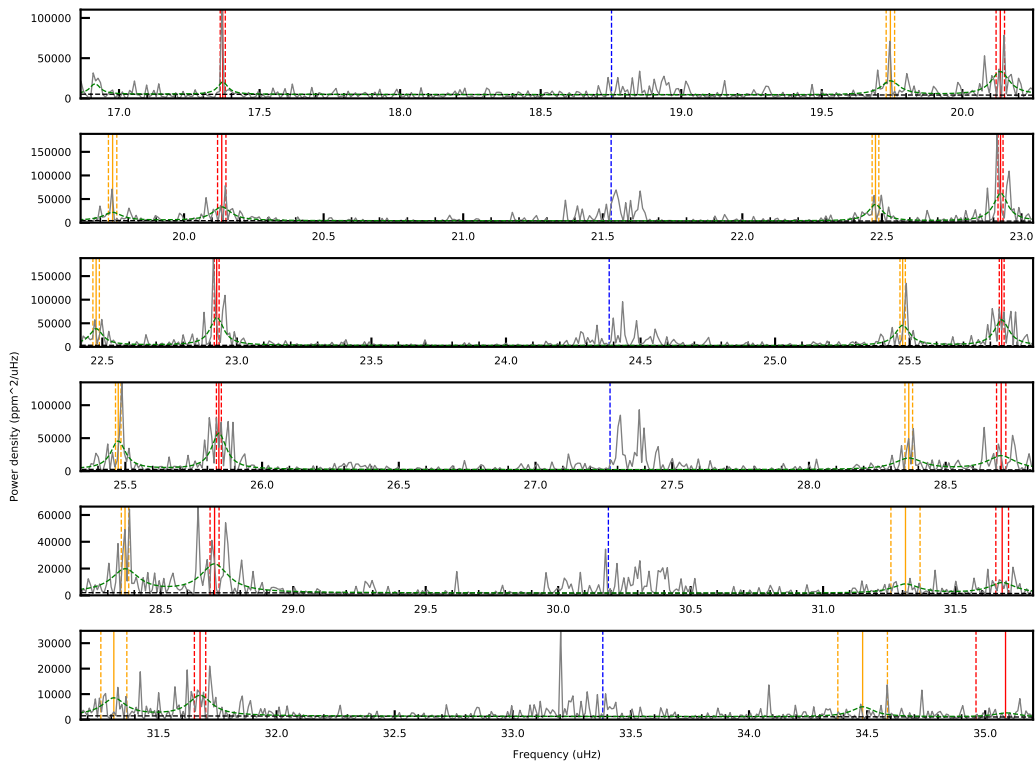 100000
50000
0
17.0 17.5 18.0 18.5 19.0 19.5 20.0
150000
100000
50000
0
20.0 20.5 21.0 21.5 22.0 22.5 23.0
150000
100000
50000
0
22.5 23.0 23.5 24.0 24.5 25.0 25.5
Power density (ppm^2/uHz)
100000
50000
0
25.5 26.0 26.5 27.0 27.5 28.0 28.5
60000
40000
20000
0
28.5 29.0 29.5 30.0 30.5 31.0 31.5
30000
20000
10000
0
31.5 32.0 32.5 33.0 33.5 34.0 34.5 35.0
Frequency (uHz)